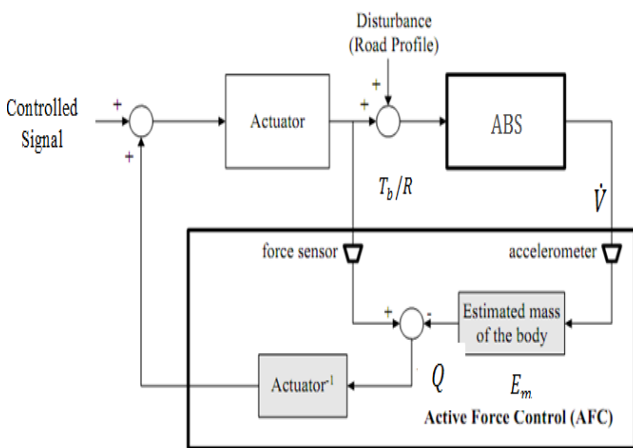 Disturbance
(Road Profile)
+
Controlled
Signal
+
+
Actuator
+
ABS
+
T_b/R
V̇
force sensor
accelerometer
+
-
Estimated mass
of the body
Actuator⁻¹
Q
E_m
Active Force Control (AFC)